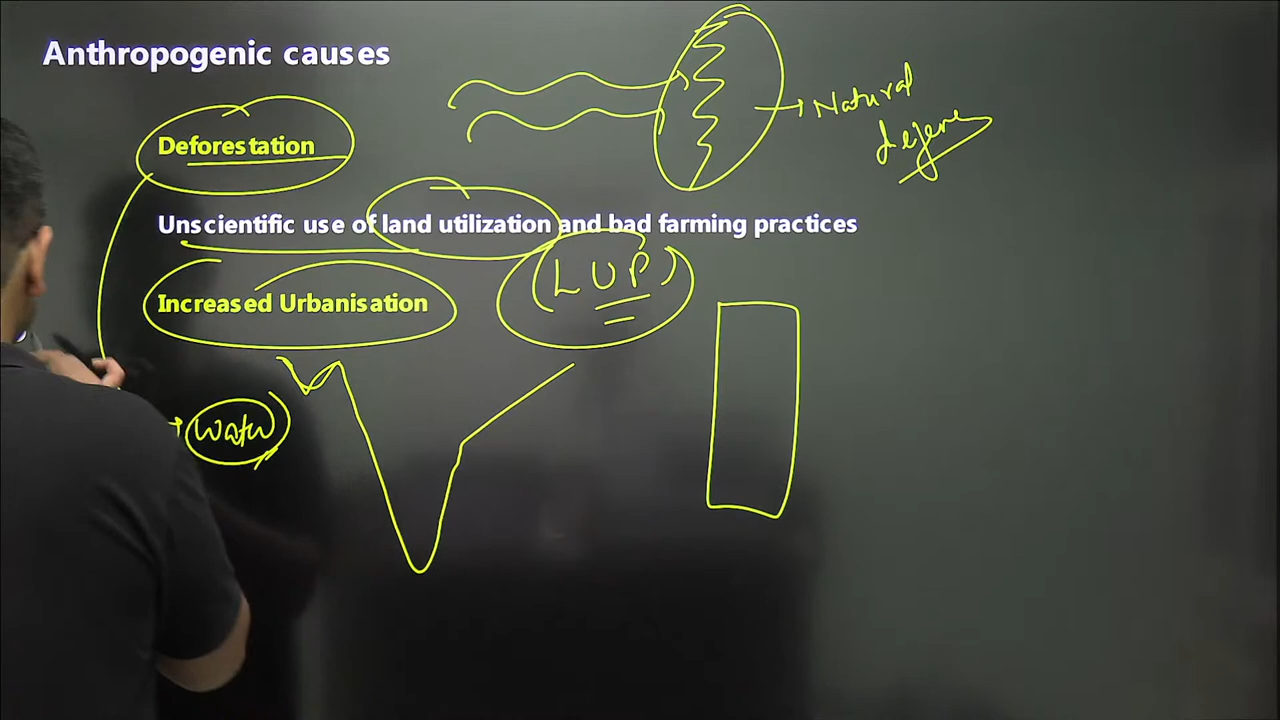 Anthropogenic causes
Deforestation
Natural
defence
Unscientific use of land utilization and bad farming practices
(LUP)
Increased Urbanisation
water